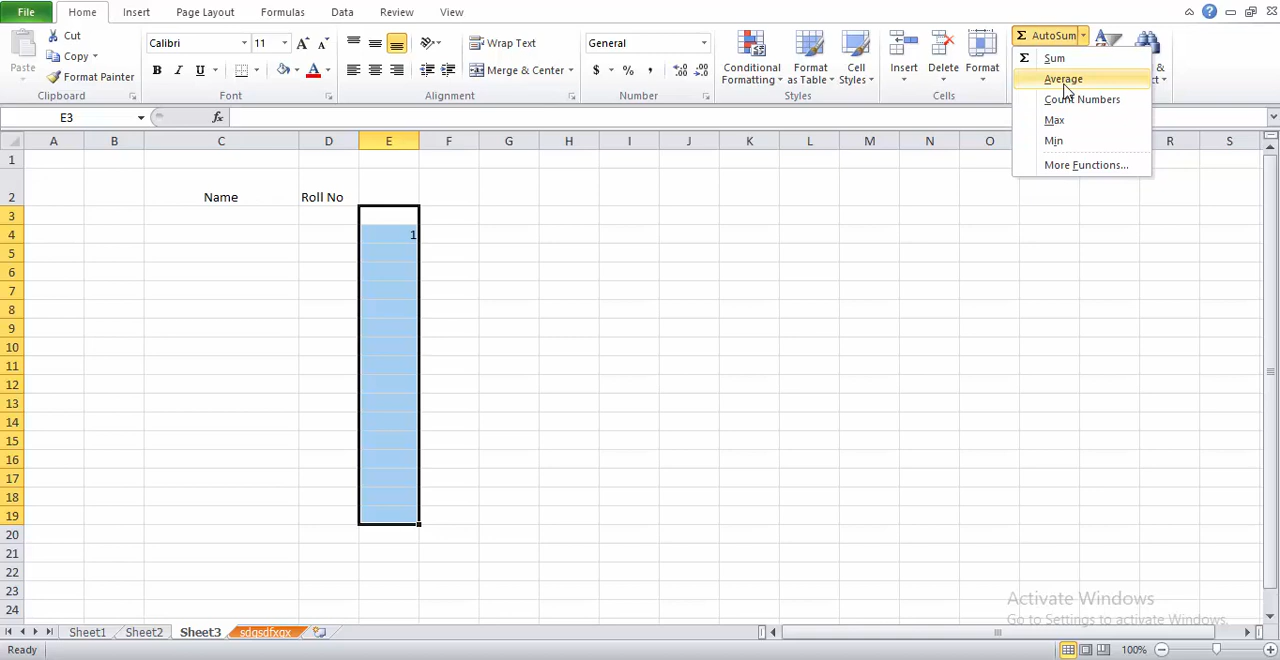 File Home Insert Page Layout Formulas Data Review View
Cut
Copy
Format Painter
Paste
Clipboard
Calibri 11
B I U A
Font
Wrap Text
Merge & Center
Alignment
General
$ % ,
Number
Conditional Formatting
Format as Table
Cell Styles
Styles
Insert Delete Format
Cells
Σ AutoSum
Σ Sum
Average
Count Numbers
Max
Min
More Functions...
E3 fx
A B C D E F G H I J K L M N O R S
1
2 Name Roll No
3
4 1
5
6
7
8
9
10
11
12
13
14
15
16
17
18
19
20
21
22
23
24
Activate Windows
Go to Settings to activate Windows.
Sheet1 Sheet2 Sheet3
Ready 100%